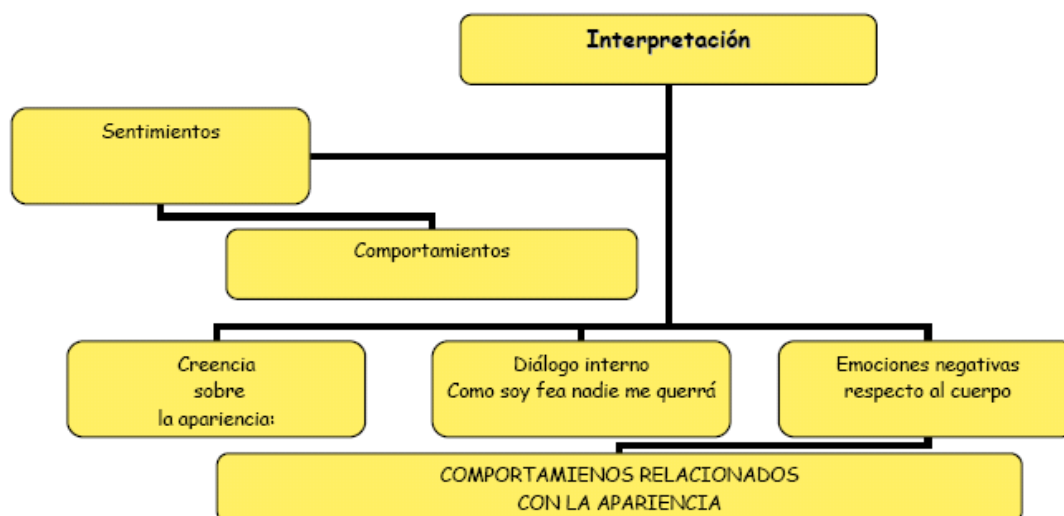 Interpretación
Sentimientos
Comportamientos
Creencia
sobre
la apariencia:
Diálogo interno
Como soy fea nadie me querrá
Emociones negativas
respecto al cuerpo
COMPORTAMIENOS RELACIONADOS
CON LA APARIENCIA